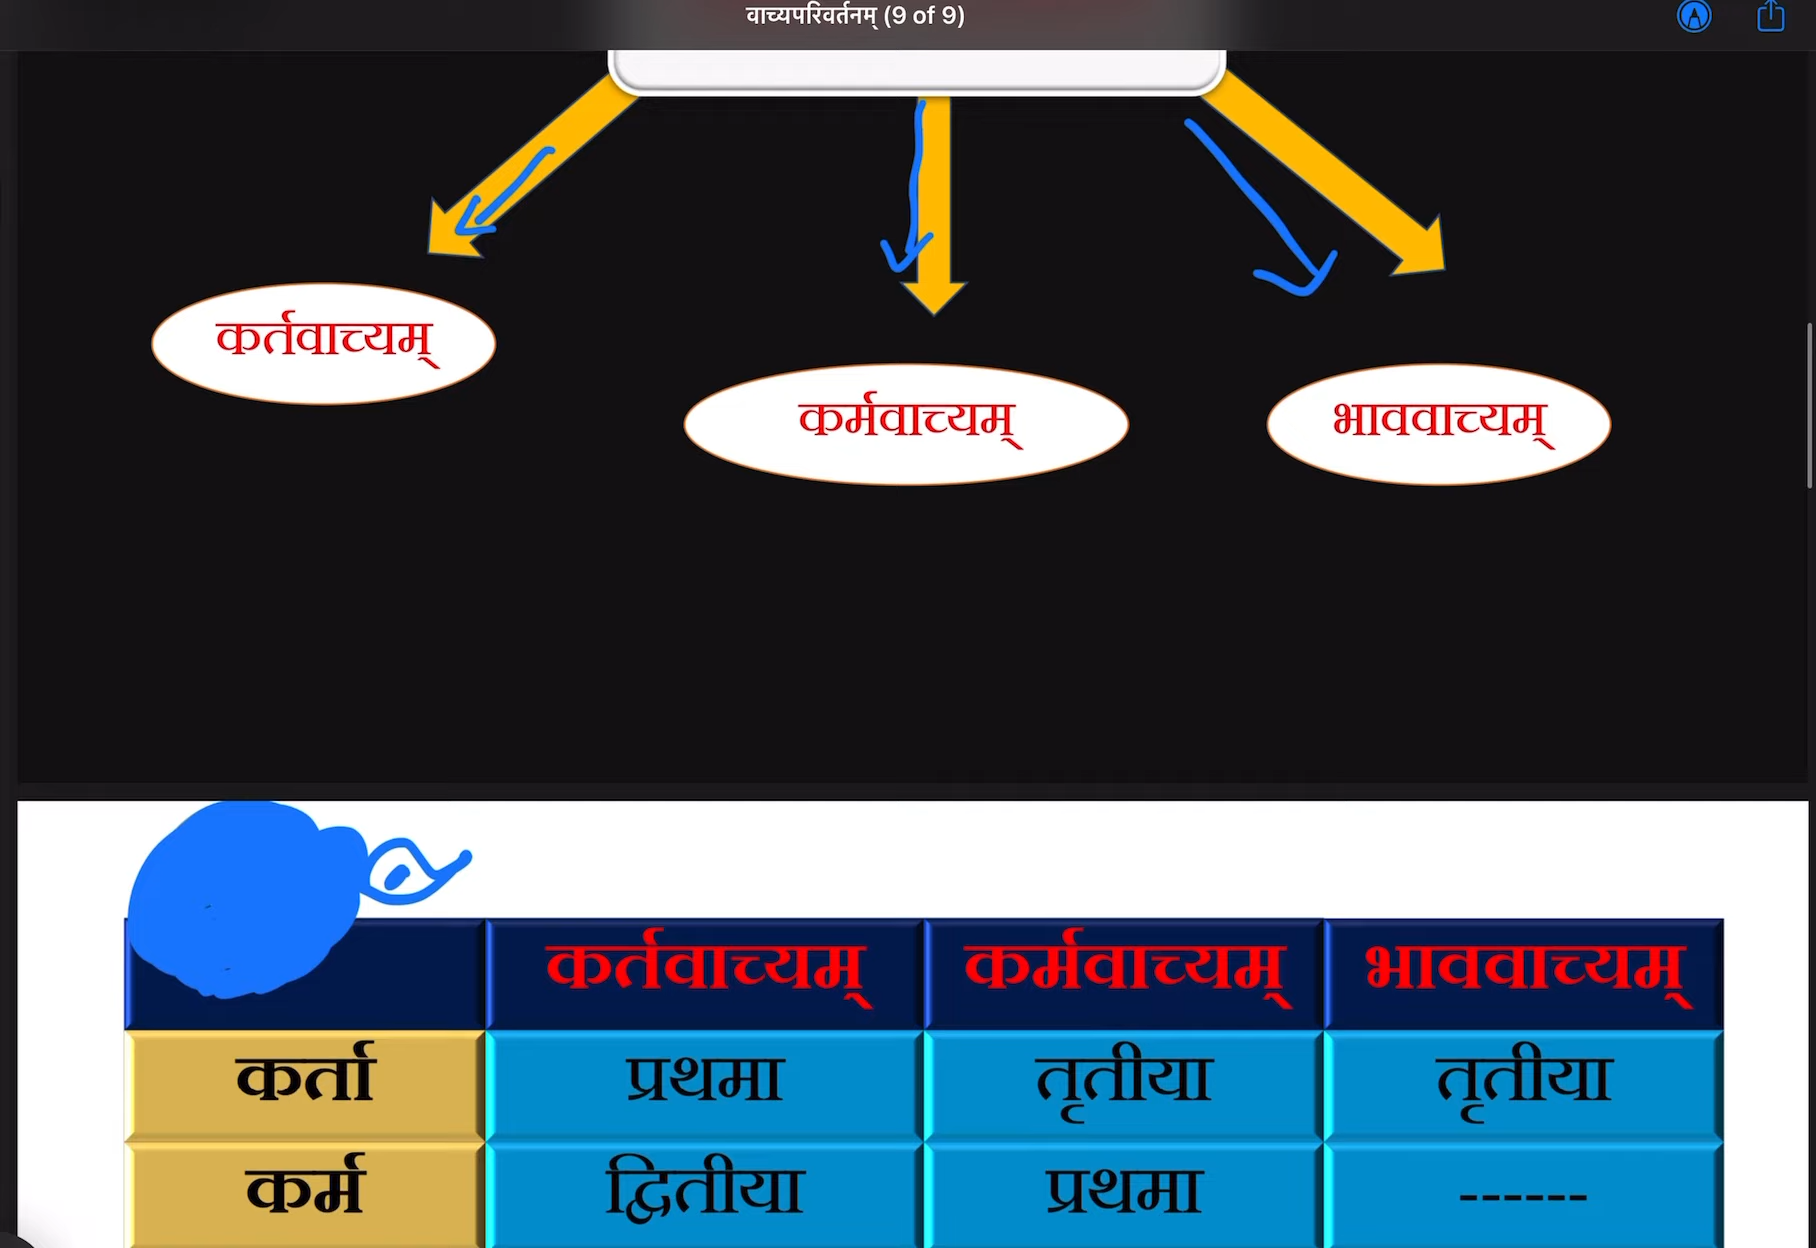 वाच्यपरिवर्तनम् (9 of 9)
कर्तवाच्यम्
कर्मवाच्यम्
भाववाच्यम्
कर्तवाच्यम् कर्मवाच्यम् भाववाच्यम्
कर्ता प्रथमा तृतीया तृतीया
कर्म द्वितीया प्रथमा ------